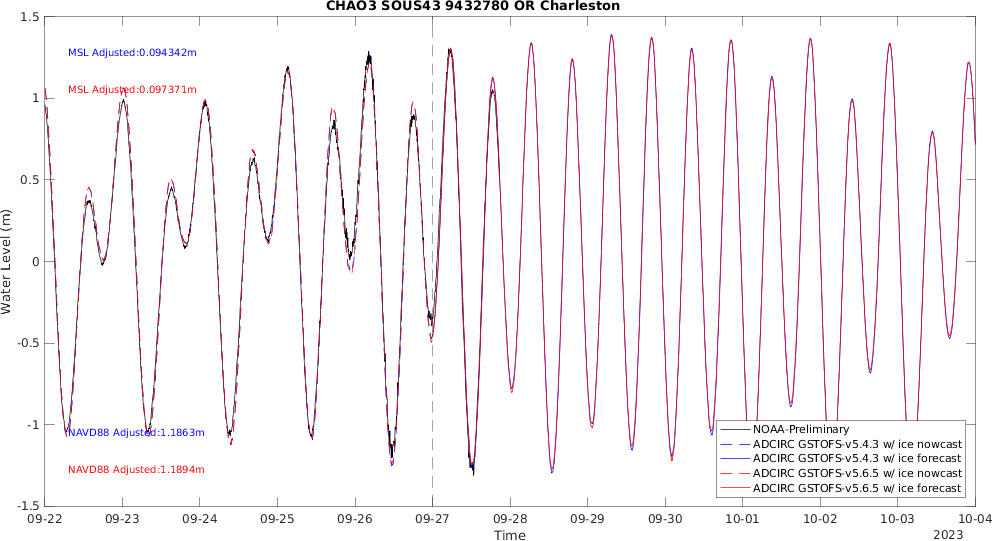 CHAO3 SOUS43 9432780 OR Charleston
1.5
MSL Adjusted:0.094342m
MSL Adjusted:0.097371m
1
0.5
0
-0.5
-1
-1.5
Water Level (m)
NAVD88 Adjusted:1.1863m
NAVD88 Adjusted:1.1894m
NOAA-Preliminary
ADCIRC GSTOFS-v5.4.3 w/ ice nowcast
ADCIRC GSTOFS-v5.4.3 w/ ice forecast
ADCIRC GSTOFS-v5.6.5 w/ ice nowcast
ADCIRC GSTOFS-v5.6.5 w/ ice forecast
09-22 09-23 09-24 09-25 09-26 09-27 09-28 09-29 09-30 10-01 10-02 10-03 10-04
Time
2023